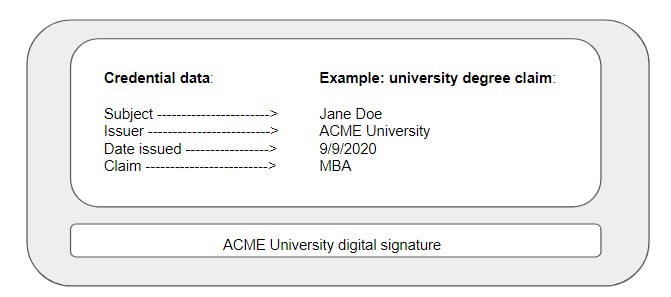 Credential data: Example: university degree claim:
Subject -----------------------> Jane Doe
Issuer -------------------------> ACME University
Date issued -----------------> 9/9/2020
Claim -------------------------> MBA
ACME University digital signature